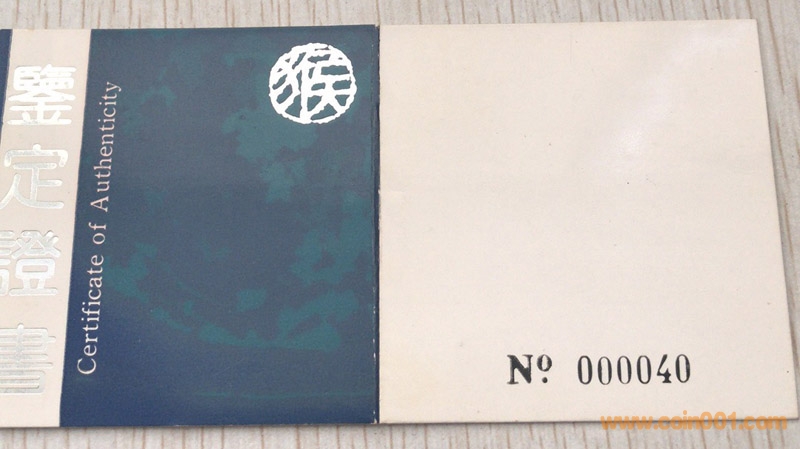 鑒定證書
Certificate of Authenticity
猴
Nº 000040
www.coin001.com